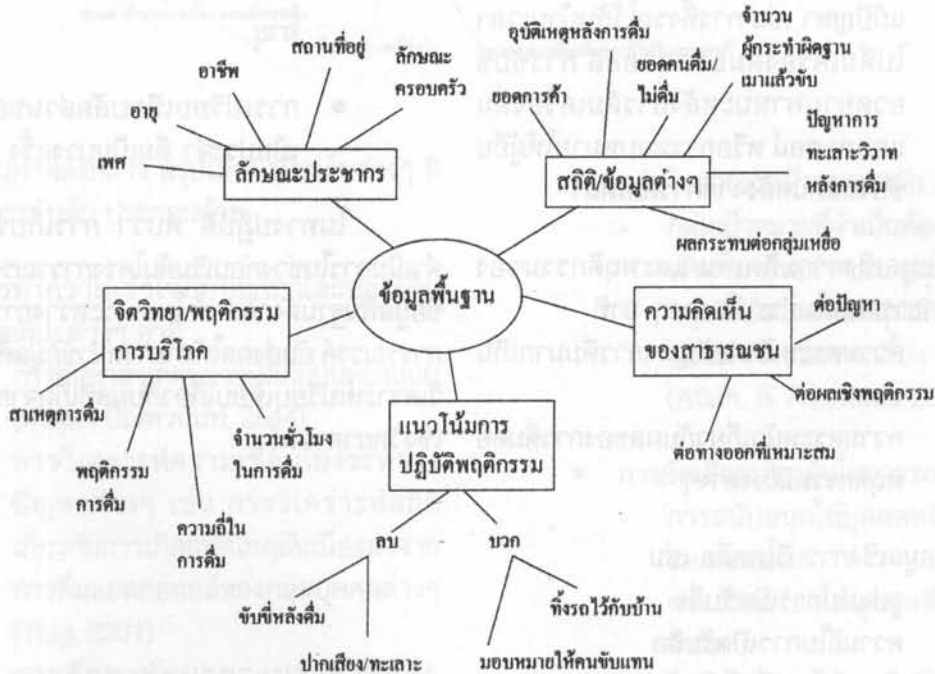 จำนวน
อุบัติเหตุหลังการดื่ม
ผู้กระทำผิดฐาน
เมาแล้วขับ
สถานที่อยู่
ลักษณะ
ครอบครัว
ยอดคนดื่ม/
ไม่ดื่ม
อาชีพ
ยอดการค้า
อายุ
ปัญหาการ
ทะเลาะวิวาท
หลังการดื่ม
เพศ
ลักษณะประชากร
สถิติ/ข้อมูลต่างๆ
ผลกระทบต่อกลุ่มเหยื่อ
ข้อมูลพื้นฐาน
จิตวิทยา/พฤติกรรม
การบริโภค
ความคิดเห็น
ของสาธารณชน
ต่อปัญหา
ต่อผลเชิงพฤติกรรม
ต่อทางออกที่เหมาะสม
สาเหตุการดื่ม
พฤติกรรม
การดื่ม
ความถี่ใน
การดื่ม
จำนวนชั่วโมง
ในการดื่ม
แนวโน้มการ
ปฏิบัติพฤติกรรม
ลบ
บวก
ขับขี่หลังดื่ม
ปากเสียง/ทะเลาะ
ทิ้งรถไว้กับบ้าน
มอบหมายให้คนขับแทน